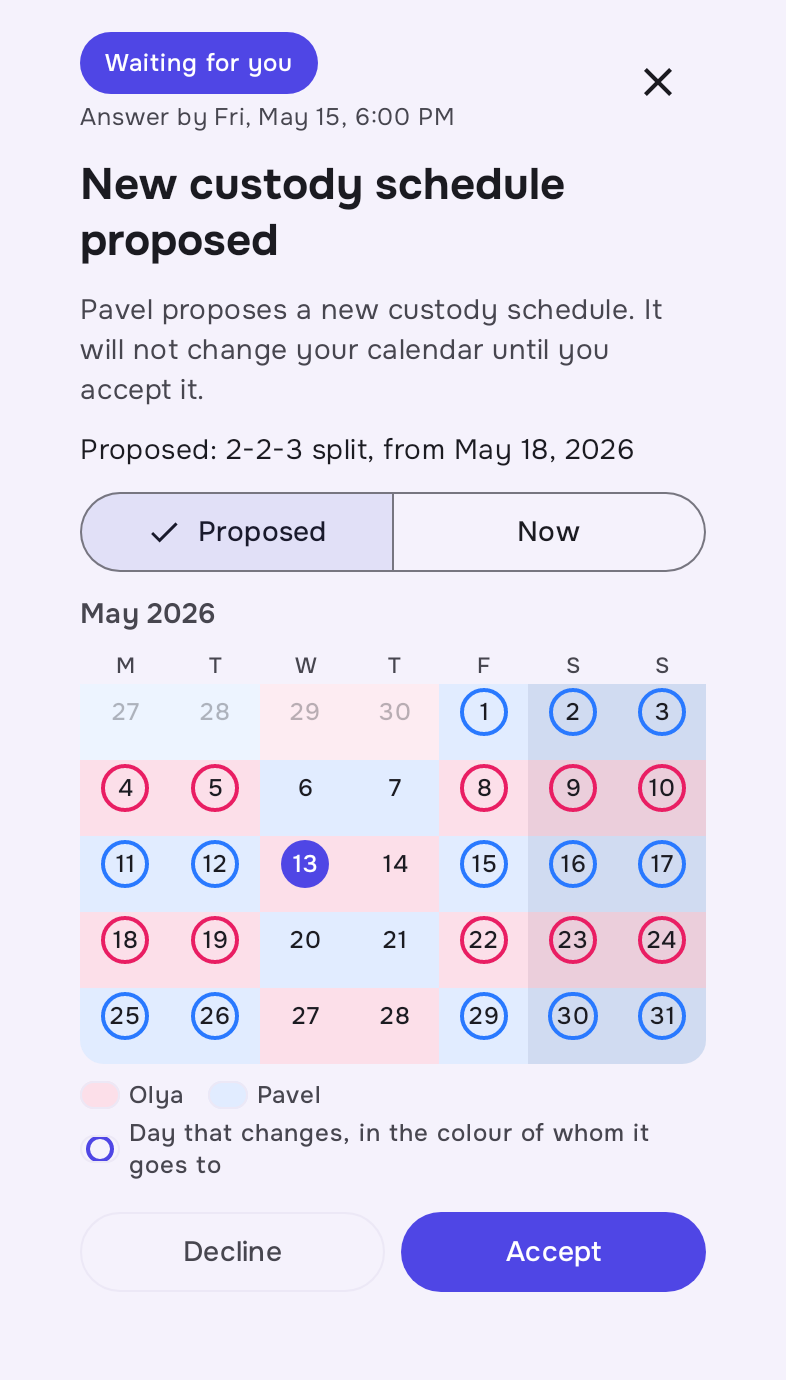 Waiting for you
Answer by Fri, May 15, 6:00 PM
New custody schedule
proposed
Pavel proposes a new custody schedule. It
will not change your calendar until you
accept it.
Proposed: 2-2-3 split, from May 18, 2026
Proposed Now
May 2026
M T W T F S S
27 28 29 30 1 2 3
4 5 6 7 8 9 10
11 12 13 14 15 16 17
18 19 20 21 22 23 24
25 26 27 28 29 30 31
Olya Pavel
Day that changes, in the colour of whom it
goes to
Decline Accept